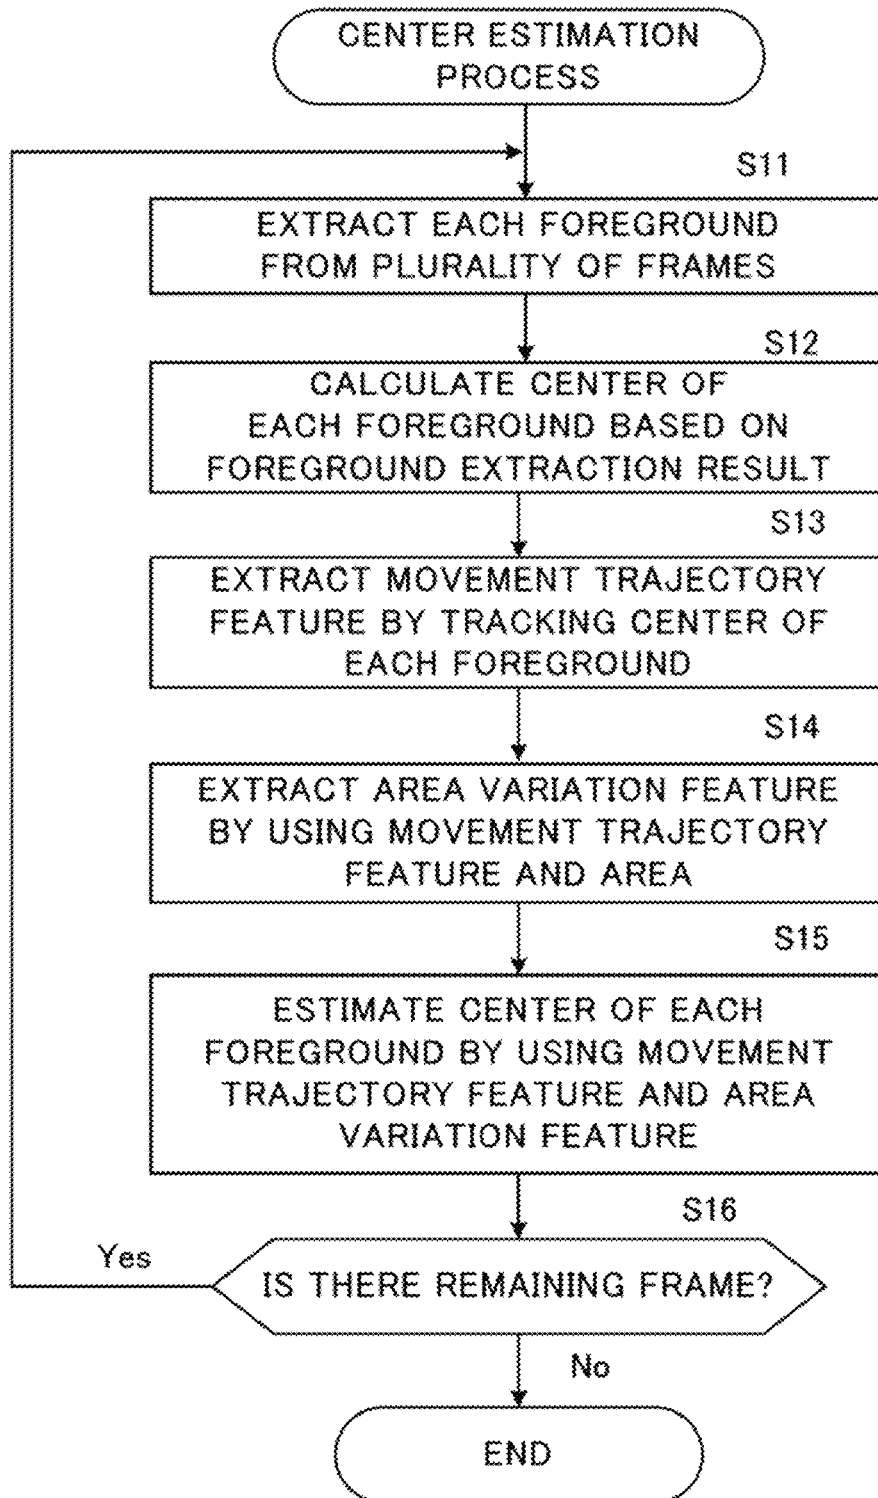 CENTER ESTIMATION
PROCESS
S11
EXTRACT EACH FOREGROUND
FROM PLURALITY OF FRAMES
S12
CALCULATE CENTER OF
EACH FOREGROUND BASED ON
FOREGROUND EXTRACTION RESULT
S13
EXTRACT MOVEMENT TRAJECTORY
FEATURE BY TRACKING CENTER OF
EACH FOREGROUND
S14
EXTRACT AREA VARIATION FEATURE
BY USING MOVEMENT TRAJECTORY
FEATURE AND AREA
S15
ESTIMATE CENTER OF EACH
FOREGROUND BY USING MOVEMENT
TRAJECTORY FEATURE AND AREA
VARIATION FEATURE
S16
Yes
IS THERE REMAINING FRAME?
No
END